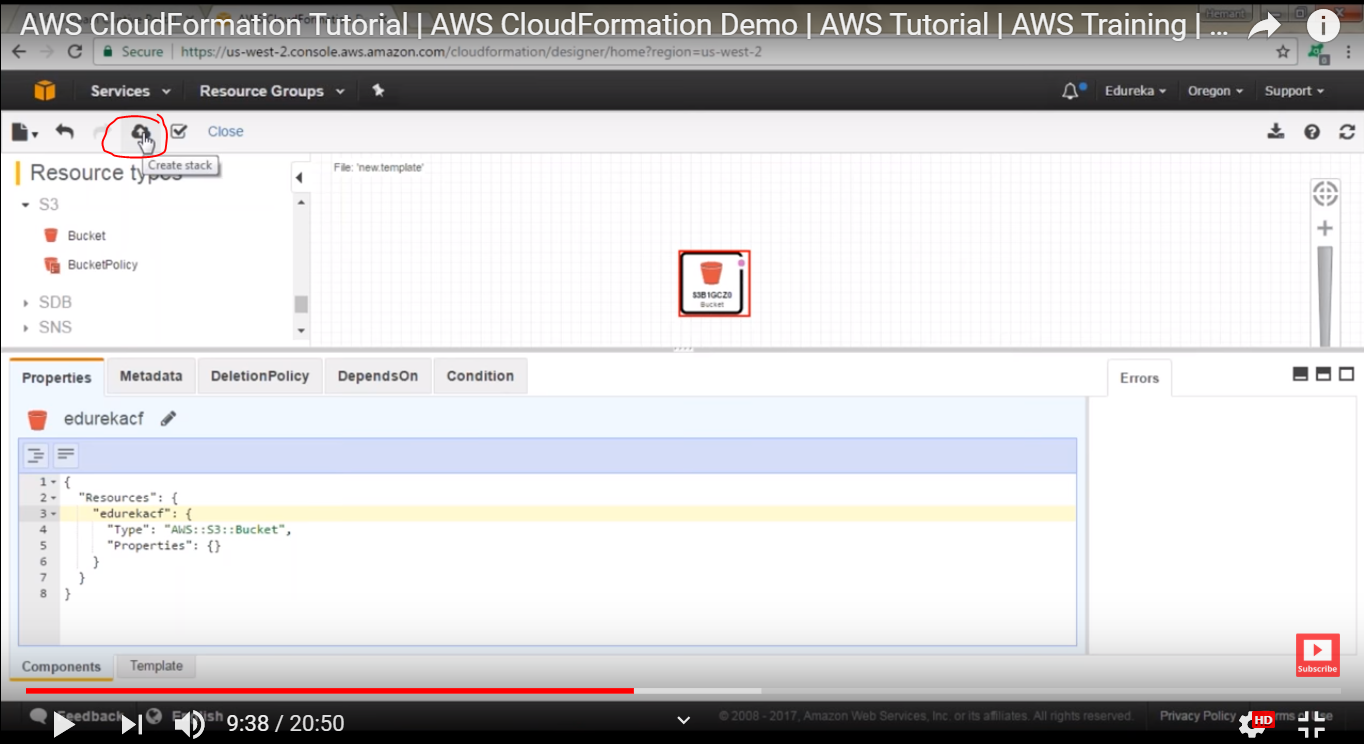 AWS CloudFormation Tutorial | AWS CloudFormation Demo | AWS Tutorial | AWS Training | ...
Secure https://us-west-2.console.aws.amazon.com/cloudformation/designer/home?region=us-west-2
Services Resource Groups Edureka Oregon Support
Close
Create stack
Resource types
File: 'new.template'
S3
Bucket
BucketPolicy
SDB
SNS
S3B1GCZ0
Bucket
Properties Metadata DeletionPolicy DependsOn Condition Errors
edurekacf
1 {
2 "Resources": {
3 "edurekacf": {
4 "Type": "AWS::S3::Bucket",
5 "Properties": {}
6 }
7 }
8 }
Subscribe
Components Template
Feedback English © 2008 - 2017, Amazon Web Services, Inc. or its affiliates. All rights reserved. Privacy Policy Terms of Use
9:38 / 20:50
HD